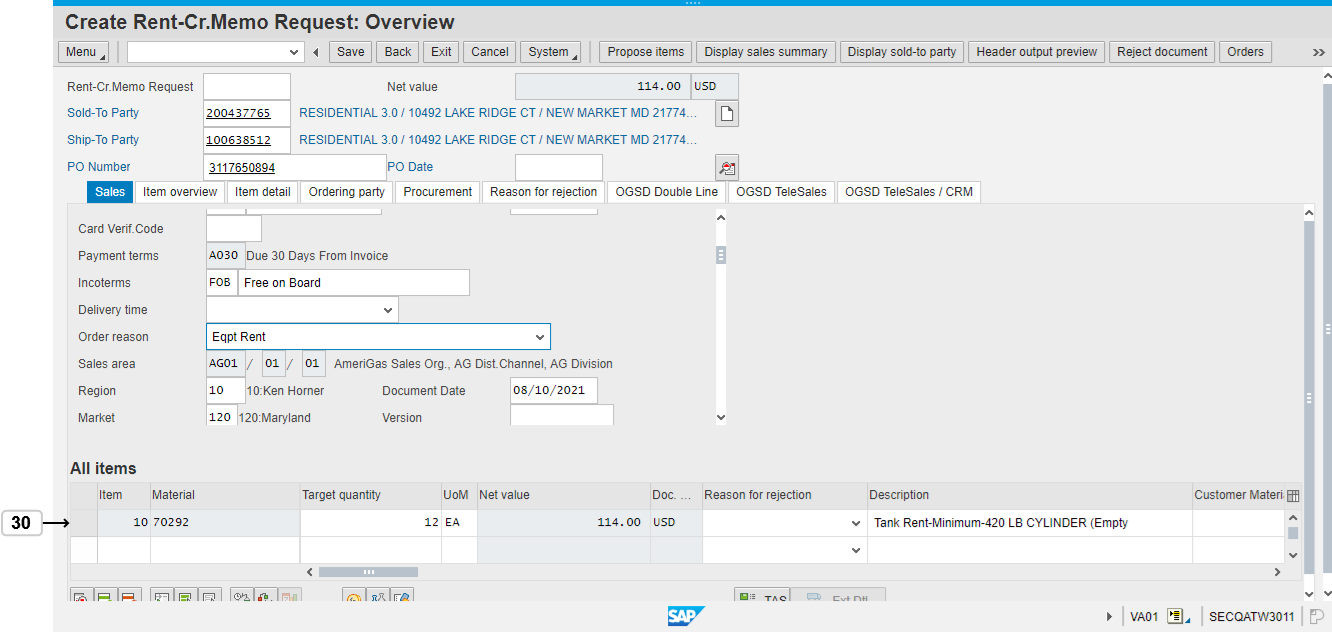 Create Rent-Cr.Memo Request: Overview
Menu Save Back Exit Cancel System Propose items Display sales summary Display sold-to party Header output preview Reject document Orders
Rent-Cr.Memo Request Net value 114.00 USD
Sold-To Party 200437765 RESIDENTIAL 3.0 / 10492 LAKE RIDGE CT / NEW MARKET MD 21774...
Ship-To Party 100638512 RESIDENTIAL 3.0 / 10492 LAKE RIDGE CT / NEW MARKET MD 21774...
PO Number 3117650894 PO Date
Sales Item overview Item detail Ordering party Procurement Reason for rejection OGSD Double Line OGSD TeleSales OGSD TeleSales / CRM
Card Verif.Code
Payment terms A030 Due 30 Days From Invoice
Incoterms FOB Free on Board
Delivery time
Order reason Eqpt Rent
Sales area AG01 / 01 / 01 AmeriGas Sales Org., AG Dist.Channel, AG Division
Region 10 10:Ken Horner Document Date 08/10/2021
Market 120 120:Maryland Version
All items
Item Material Target quantity UoM Net value Doc. ... Reason for rejection Description Customer Materi
30 10 70292 12 EA 114.00 USD Tank Rent-Minimum-420 LB CYLINDER (Empty
TAS Ext Dtl
SAP VA01 SECQATW3011